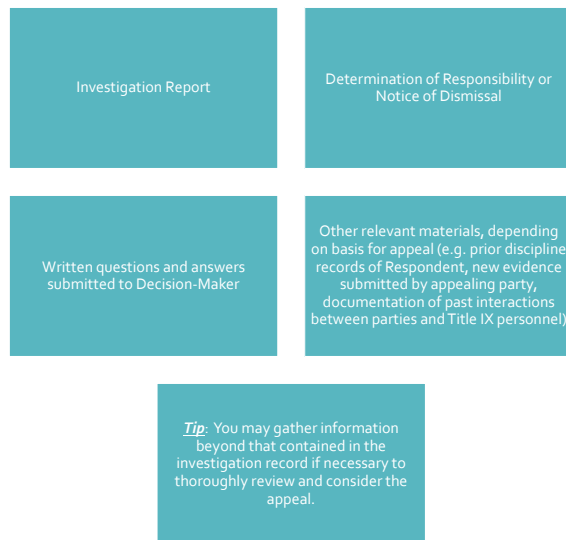 Investigation Report
Determination of Responsibility or
Notice of Dismissal
Written questions and answers
submitted to Decision-Maker
Other relevant materials, depending
on basis for appeal (e.g. prior discipline
records of Respondent, new evidence
submitted by appealing party,
documentation of past interactions
between parties and Title IX personnel)
Tip: You may gather information
beyond that contained in the
investigation record if necessary to
thoroughly review and consider the
appeal.